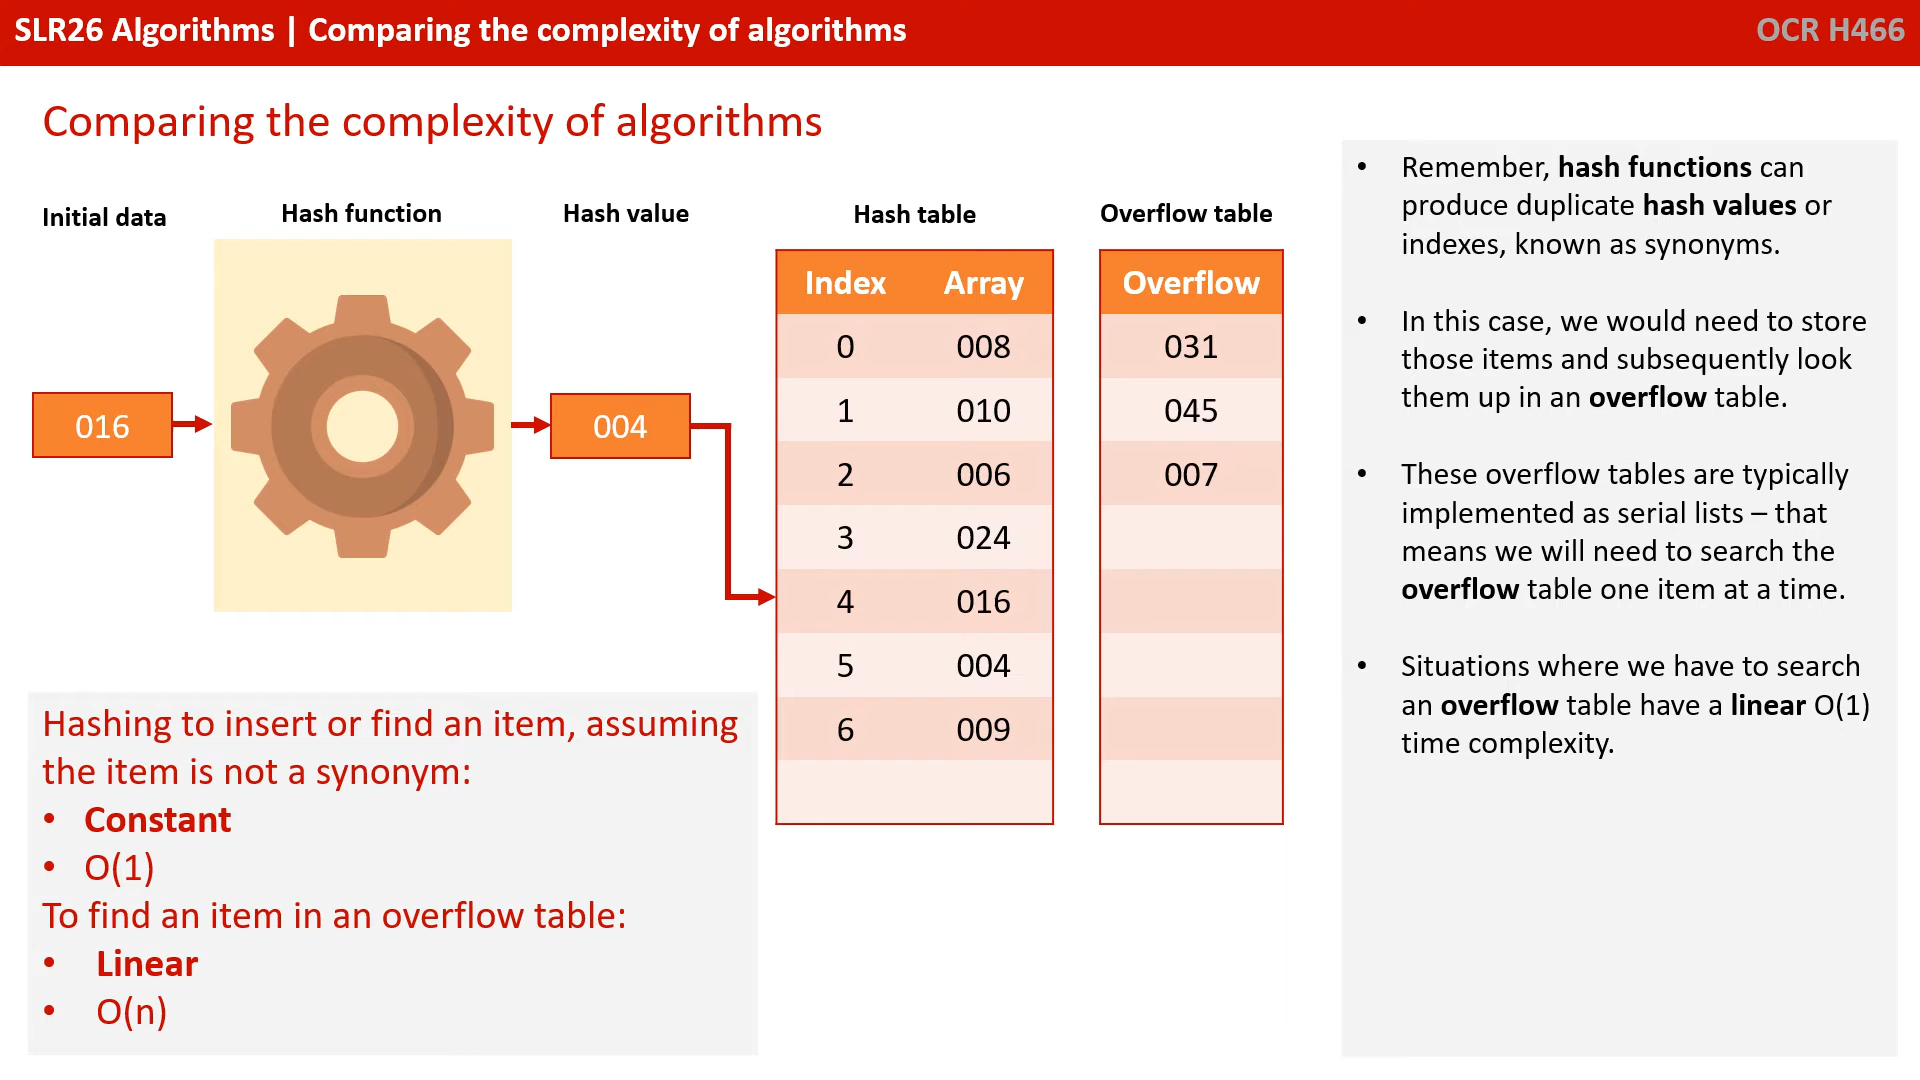 SLR26 Algorithms | Comparing the complexity of algorithms
OCR H466
Comparing the complexity of algorithms
Initial data
Hash function
Hash value
Hash table
Overflow table
016
004
Index Array
0 008
1 010
2 006
3 024
4 016
5 004
6 009
Overflow
031
045
007
Hashing to insert or find an item, assuming
the item is not a synonym:
• Constant
• O(1)
To find an item in an overflow table:
• Linear
• O(n)
• Remember, hash functions can
produce duplicate hash values or
indexes, known as synonyms.
• In this case, we would need to store
those items and subsequently look
them up in an overflow table.
• These overflow tables are typically
implemented as serial lists – that
means we will need to search the
overflow table one item at a time.
• Situations where we have to search
an overflow table have a linear O(1)
time complexity.